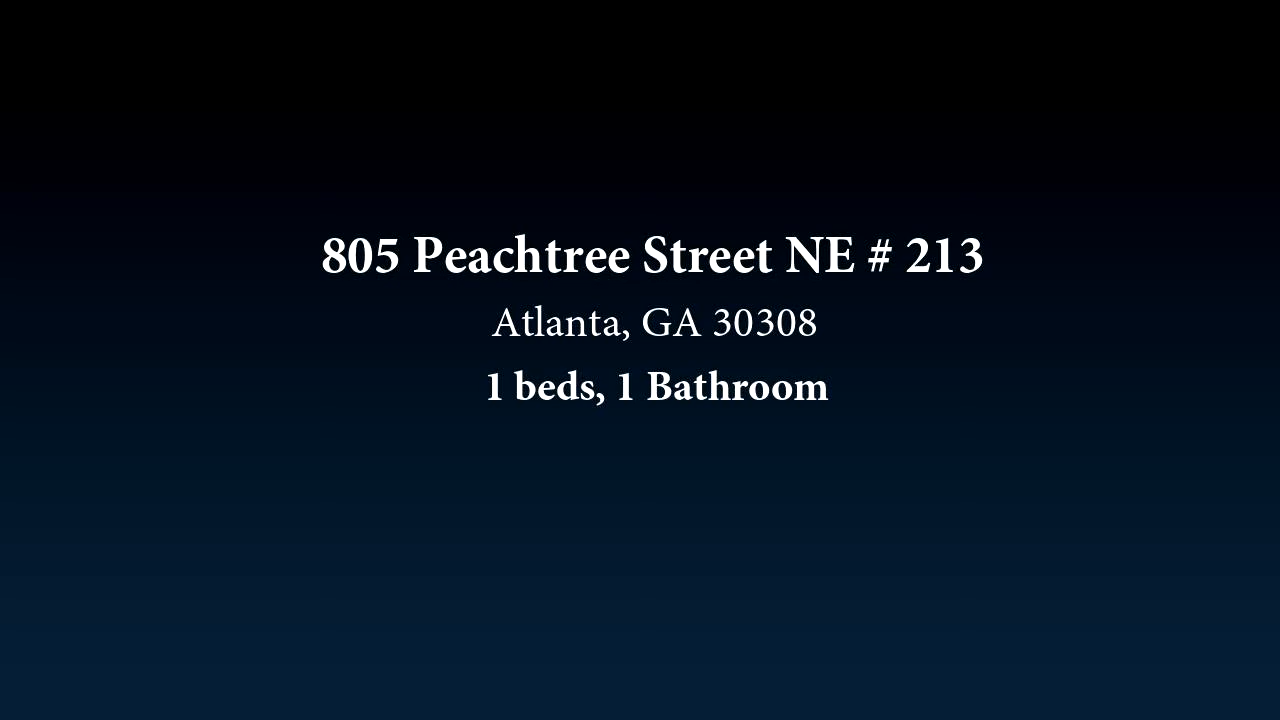 805 Peachtree Street NE # 213
Atlanta, GA 30308
1 beds, 1 Bathroom